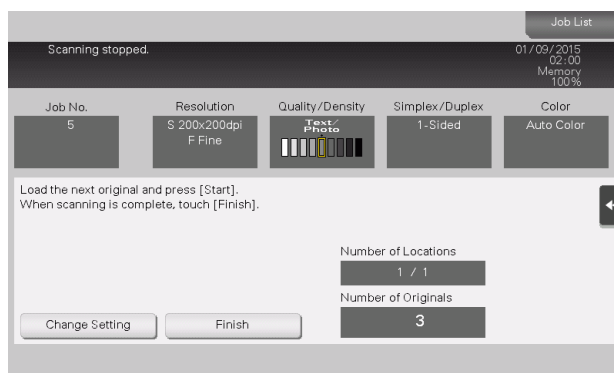 Job List
Scanning stopped.
01/09/2015
02:00
Memory
100%
Job No.
5
Resolution
S 200x200dpi
F Fine
Quality/Density
Text/
Photo
Simplex/Duplex
1-Sided
Color
Auto Color
Load the next original and press [Start].
When scanning is complete, touch [Finish].
Number of Locations
1 / 1
Number of Originals
3
Change Setting
Finish